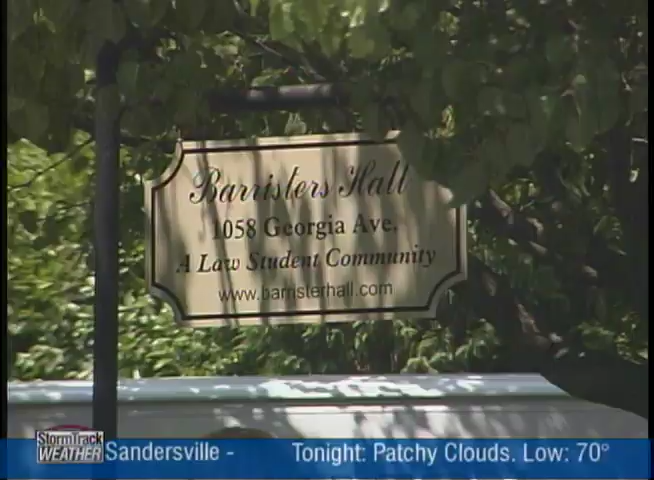 Barristers Hall
1058 Georgia Ave.
A Law Student Community
www.barristerhall.com
StormTrack
WEATHER
Sandersville - Tonight: Patchy Clouds. Low: 70°